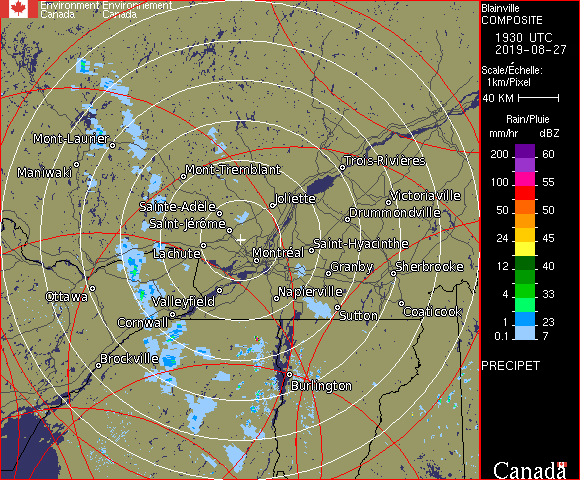 Environment Environnement
Canada Canada
Blainville
COMPOSITE
1930 UTC
2019-08-27
Scale/Échelle:
1km/Pixel
40 KM
Rain/Pluie
mm/hr dBZ
200 60
100 55
50 50
24 45
12 40
4 33
1 23
0.1 7
PRECIPET
Mont-Laurier
Maniwaki
Mont-Tremblant
Trois-Rivières
Sainte-Adèle
Joliette
Victoriaville
Drummondville
Saint-Jérôme
Lachute
Montréal
Saint-Hyacinthe
Granby
Sherbrooke
Ottawa
Valleyfield
Napierville
Cornwall
Sutton
Coaticook
Brockville
Burlington
Canada